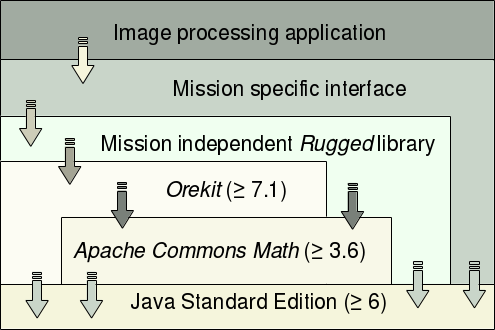 Image processing application
Mission specific interface
Mission independent Rugged library
Orekit (≥ 7.1)
Apache Commons Math (≥ 3.6)
Java Standard Edition (≥ 6)